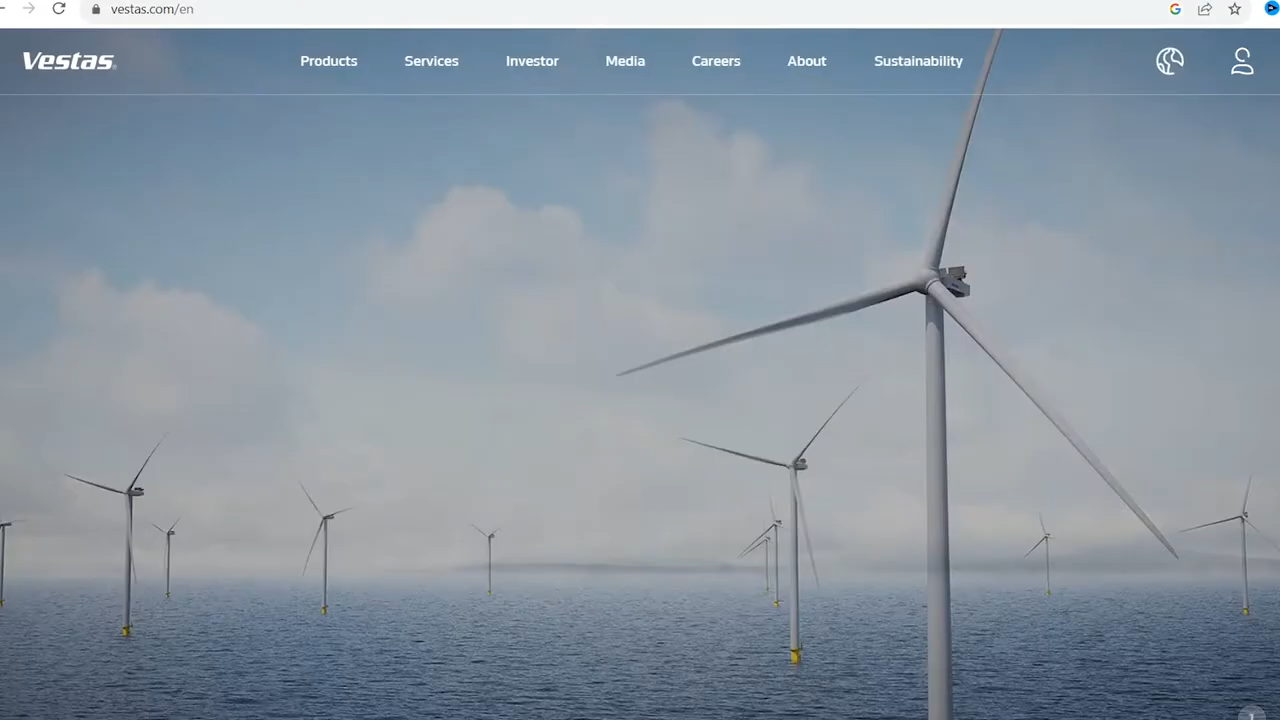 vestas.com/en
Vestas
Products Services Investor Media Careers About Sustainability